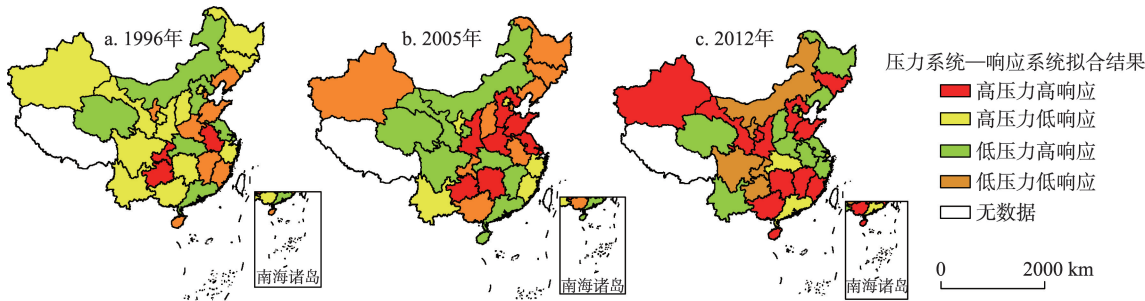 a. 1996年
b. 2005年
c. 2012年
压力系统—响应系统拟合结果
高压力高响应
高压力低响应
低压力高响应
低压力低响应
无数据
南海诸岛
南海诸岛
南海诸岛
0 2000 km